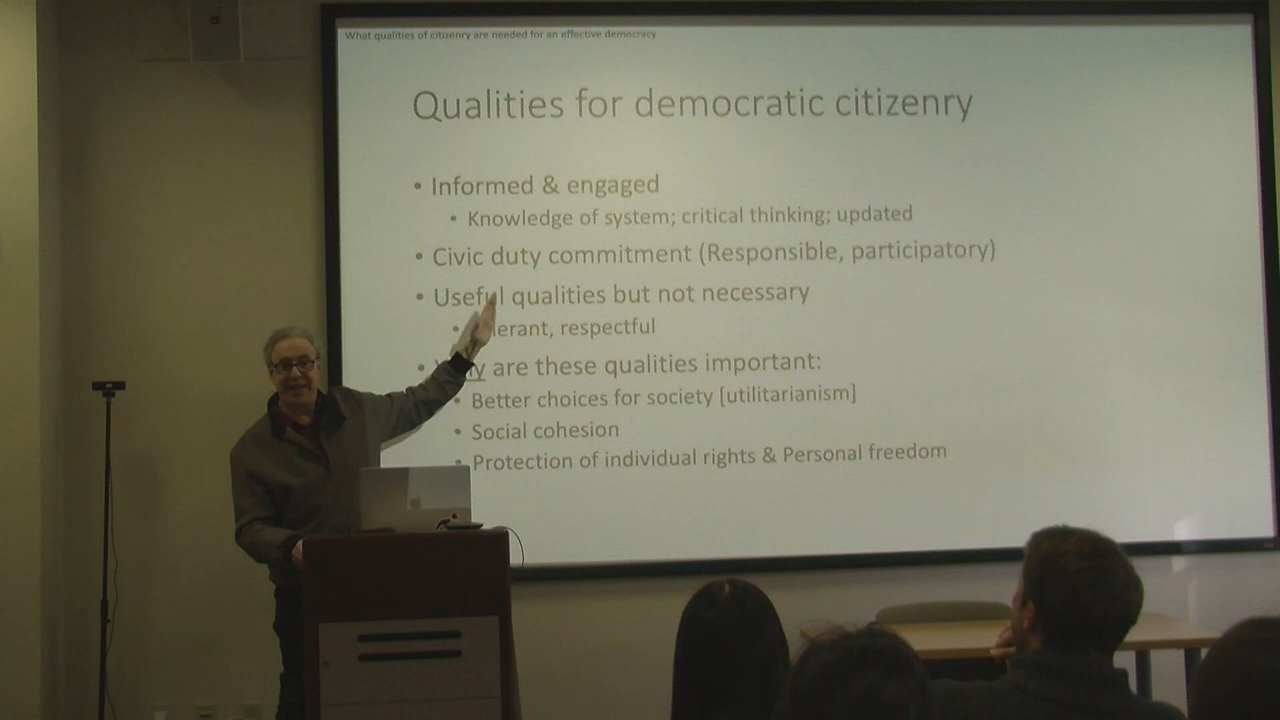 What qualities of citizenry are needed for an effective democracy
Qualities for democratic citizenry
• Informed & engaged
• Knowledge of system; critical thinking; updated
• Civic duty commitment (Responsible, participatory)
• Useful qualities but not necessary
• erant, respectful
• are these qualities important:
• Better choices for society [utilitarianism]
• Social cohesion
• Protection of individual rights & Personal freedom